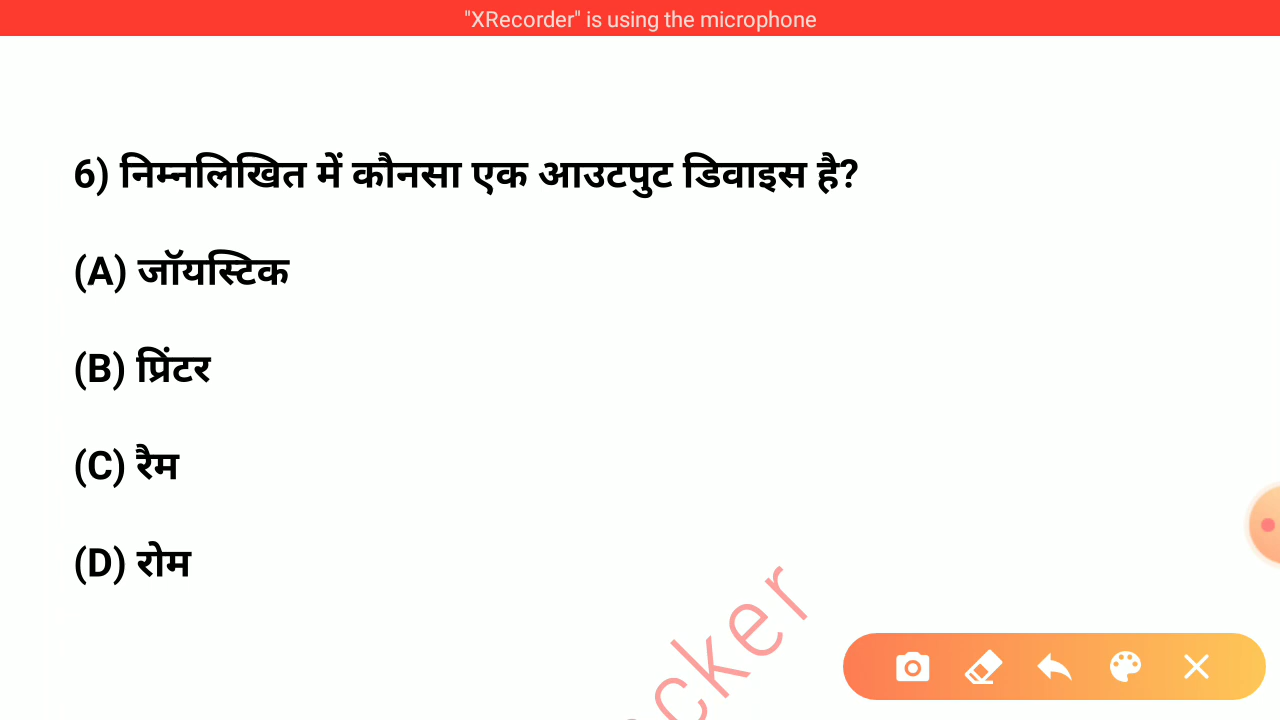 "XRecorder" is using the microphone
6) निम्नलिखित में कौनसा एक आउटपुट डिवाइस है?
(A) जॉयस्टिक
(B) प्रिंटर
(C) रैम
(D) रोम
cker